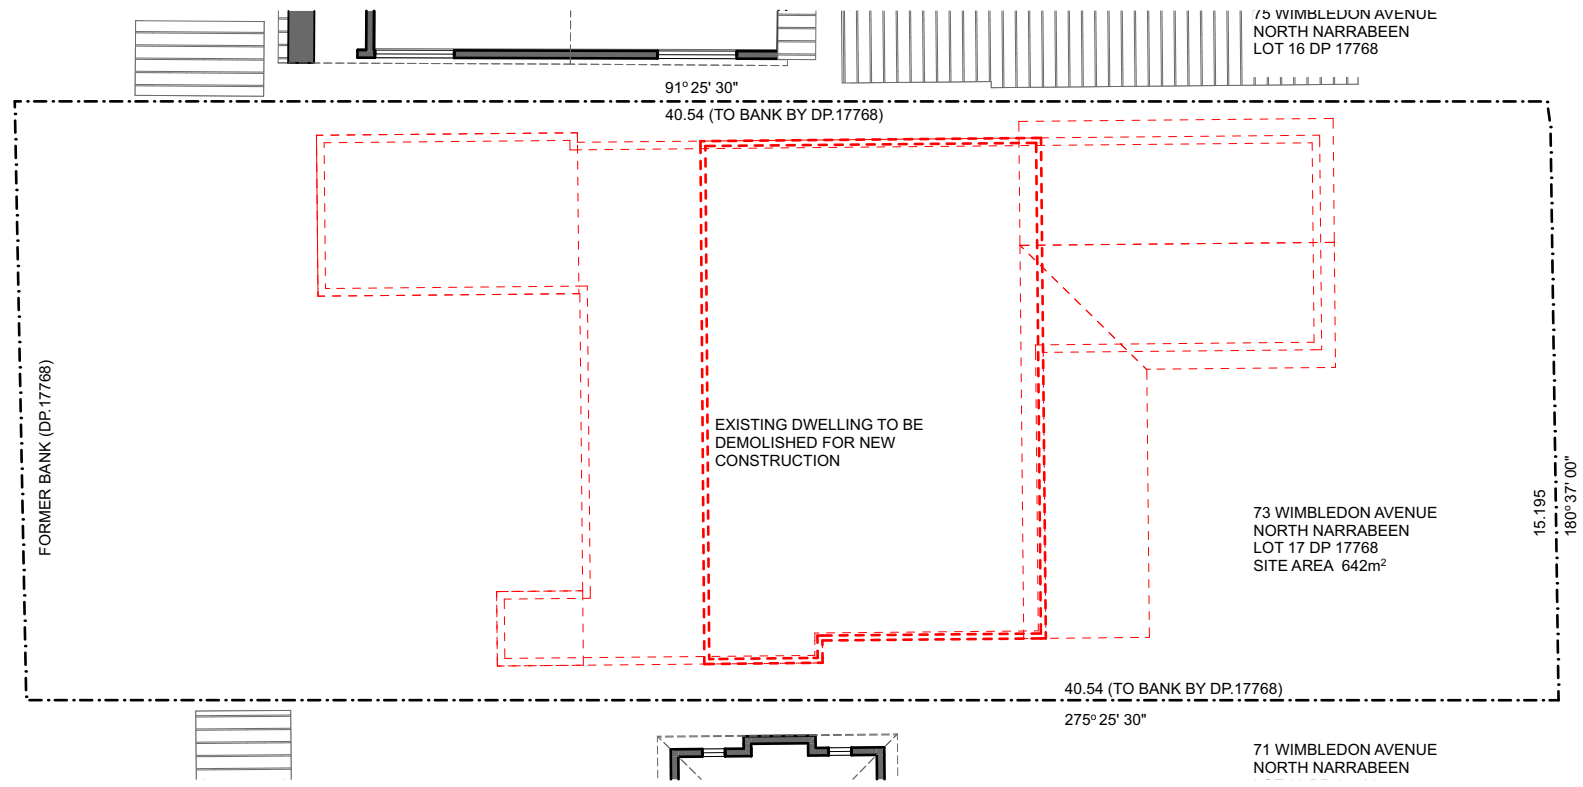 75 WIMBLEDON AVENUE
NORTH NARRABEEN
LOT 16 DP 17768
91° 25' 30"
40.54 (TO BANK BY DP.17768)
FORMER BANK (DP.17768)
EXISTING DWELLING TO BE
DEMOLISHED FOR NEW
CONSTRUCTION
73 WIMBLEDON AVENUE
NORTH NARRABEEN
LOT 17 DP 17768
SITE AREA 642m²
15.195
180° 37' 00"
40.54 (TO BANK BY DP.17768)
275° 25' 30"
71 WIMBLEDON AVENUE
NORTH NARRABEEN